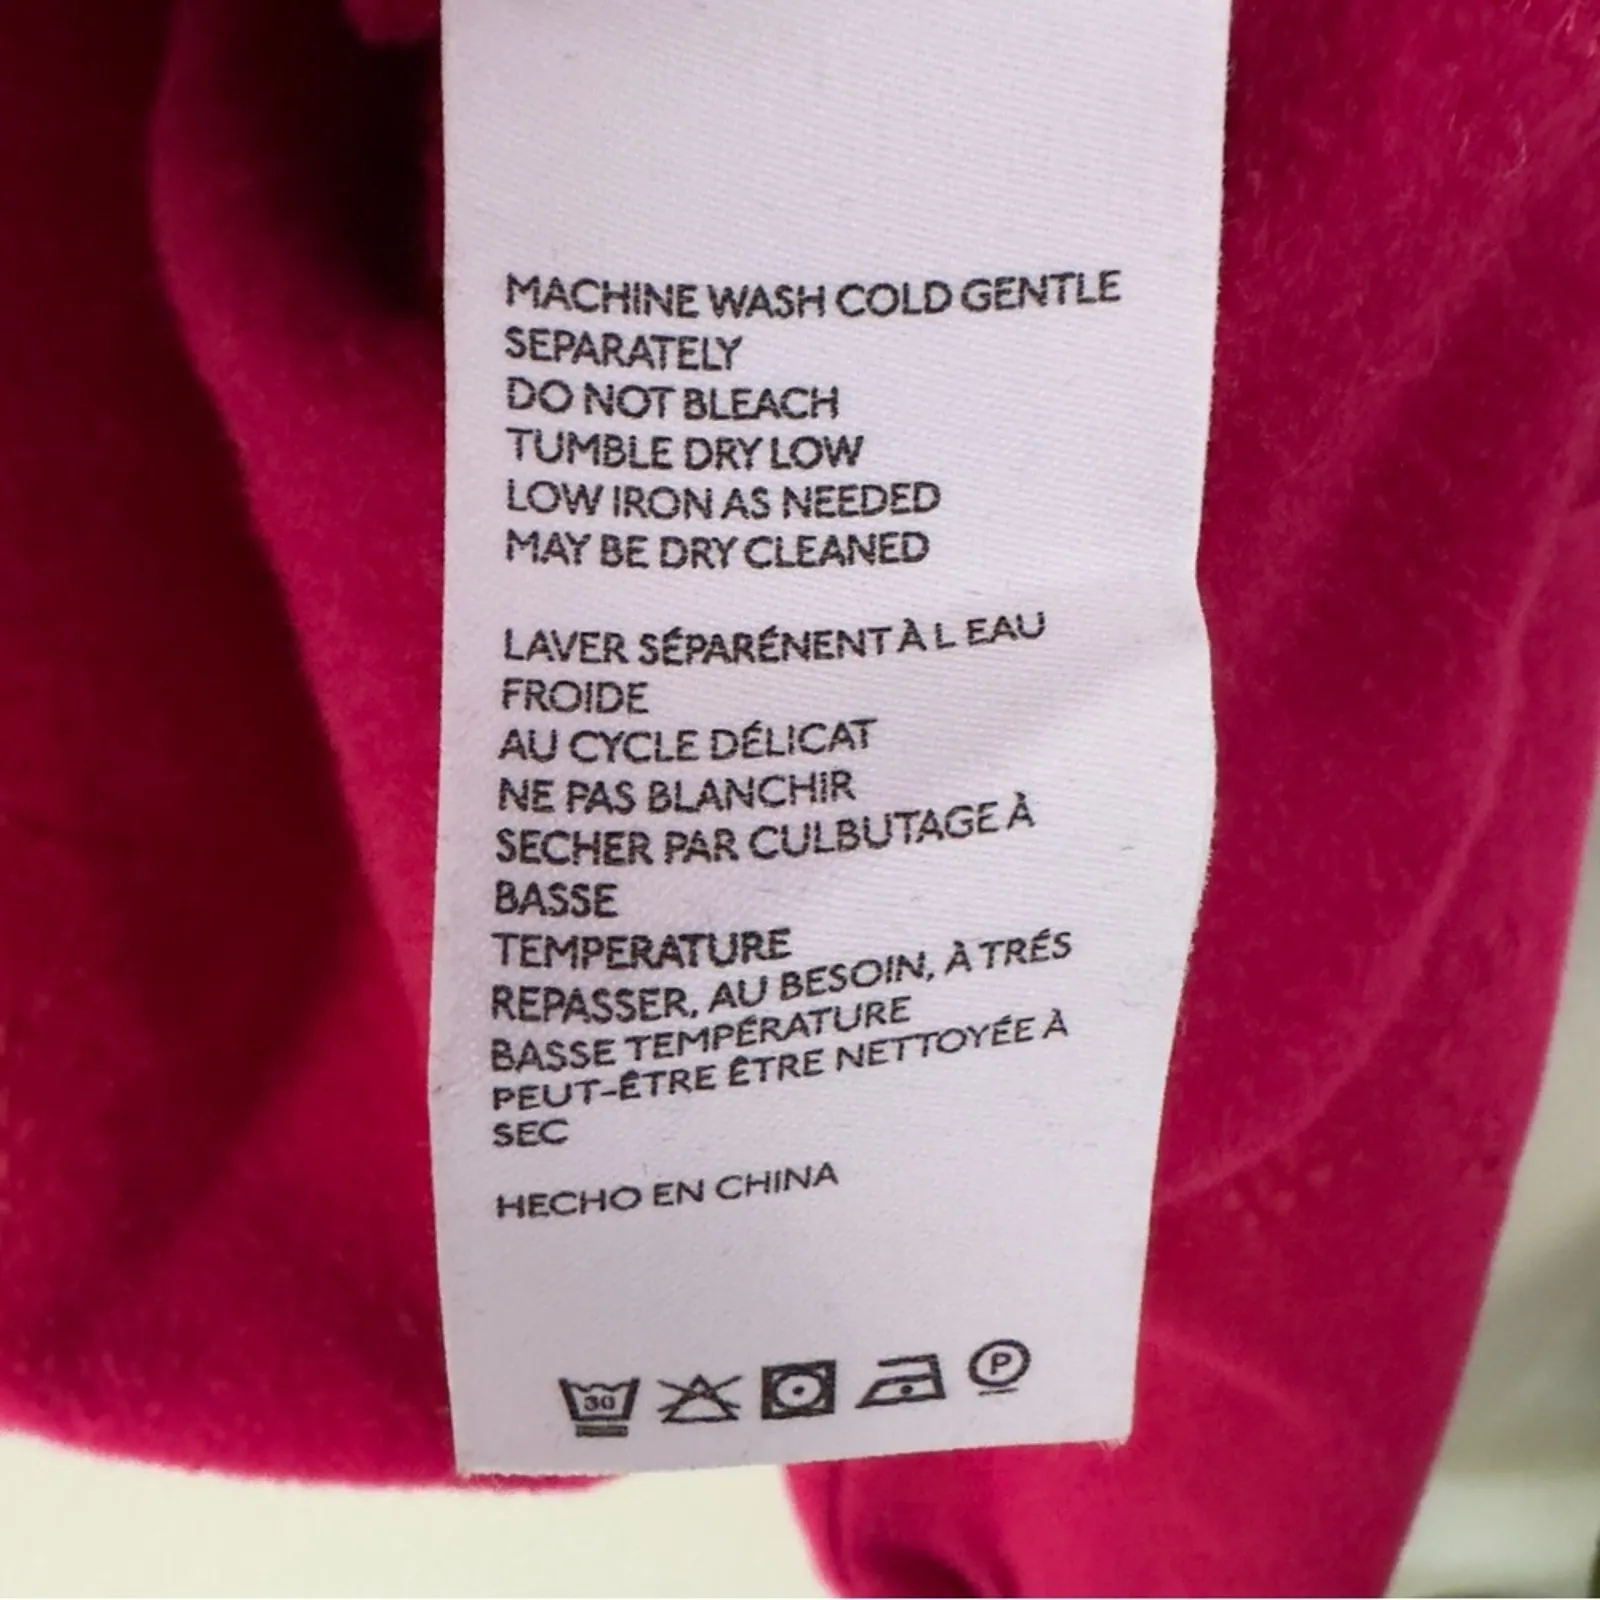 MACHINE WASH COLD GENTLE
SEPARATELY
DO NOT BLEACH
TUMBLE DRY LOW
LOW IRON AS NEEDED
MAY BE DRY CLEANED
LAVER SÉPARÉNENT À L EAU
FROIDE
AU CYCLE DÉLICAT
NE PAS BLANCHIR
SECHER PAR CULBUTAGE À
BASSE
TEMPERATURE
REPASSER, AU BESOIN, À TRÉS
BASSE TEMPÉRATURE
PEUT-ÊTRE ÊTRE NETTOYÉE À
SEC
HECHO EN CHINA
30 P